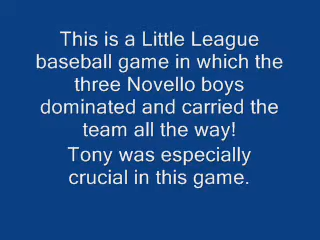 This is a Little League
baseball game in which the
three Novello boys
dominated and carried the
team all the way!
Tony was especially
crucial in this game.